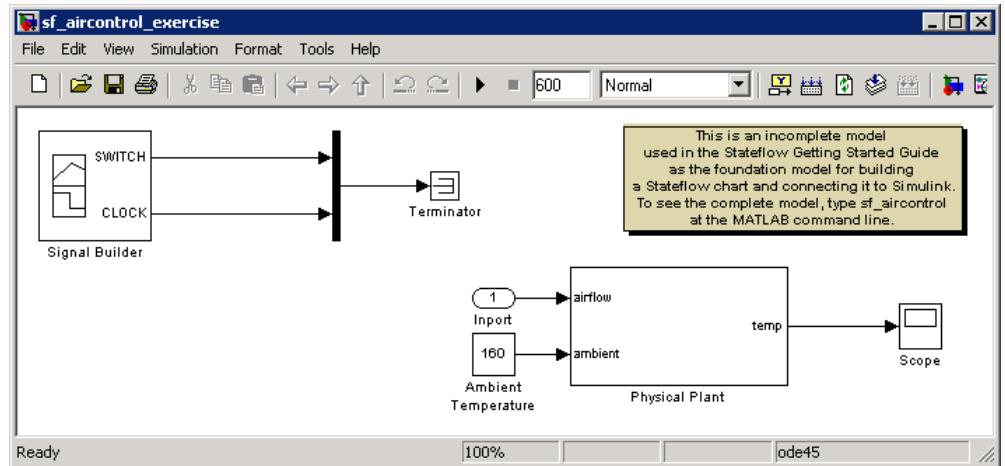 sf_aircontrol_exercise
File Edit View Simulation Format Tools Help
600 Normal
SWITCH
CLOCK
Signal Builder
Terminator
This is an incomplete model
used in the Stateflow Getting Started Guide
as the foundation model for building
a Stateflow chart and connecting it to Simulink.
To see the complete model, type sf_aircontrol
at the MATLAB command line.
1
Inport
airflow
160
ambient
Ambient
Temperature
temp
Physical Plant
Scope
Ready 100% ode45